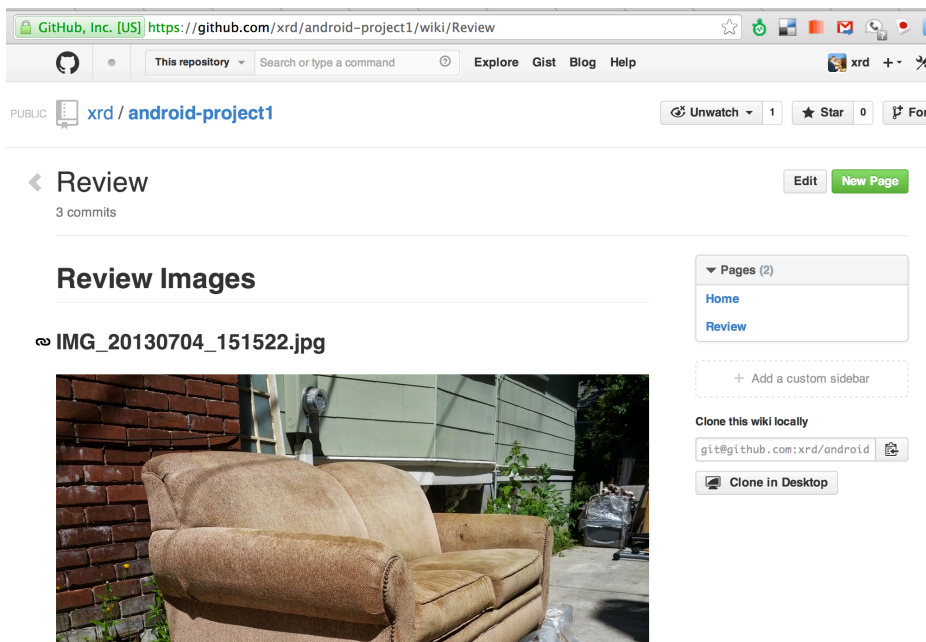 GitHub, Inc. [US] https://github.com/xrd/android-project1/wiki/Review
This repository Search or type a command Explore Gist Blog Help xrd
PUBLIC xrd / android-project1 Unwatch 1 Star 0 For
Review Edit New Page
3 commits
Review Images
Pages (2)
Home
Review
IMG_20130704_151522.jpg
Add a custom sidebar
Clone this wiki locally
git@github.com:xrd/android
Clone in Desktop